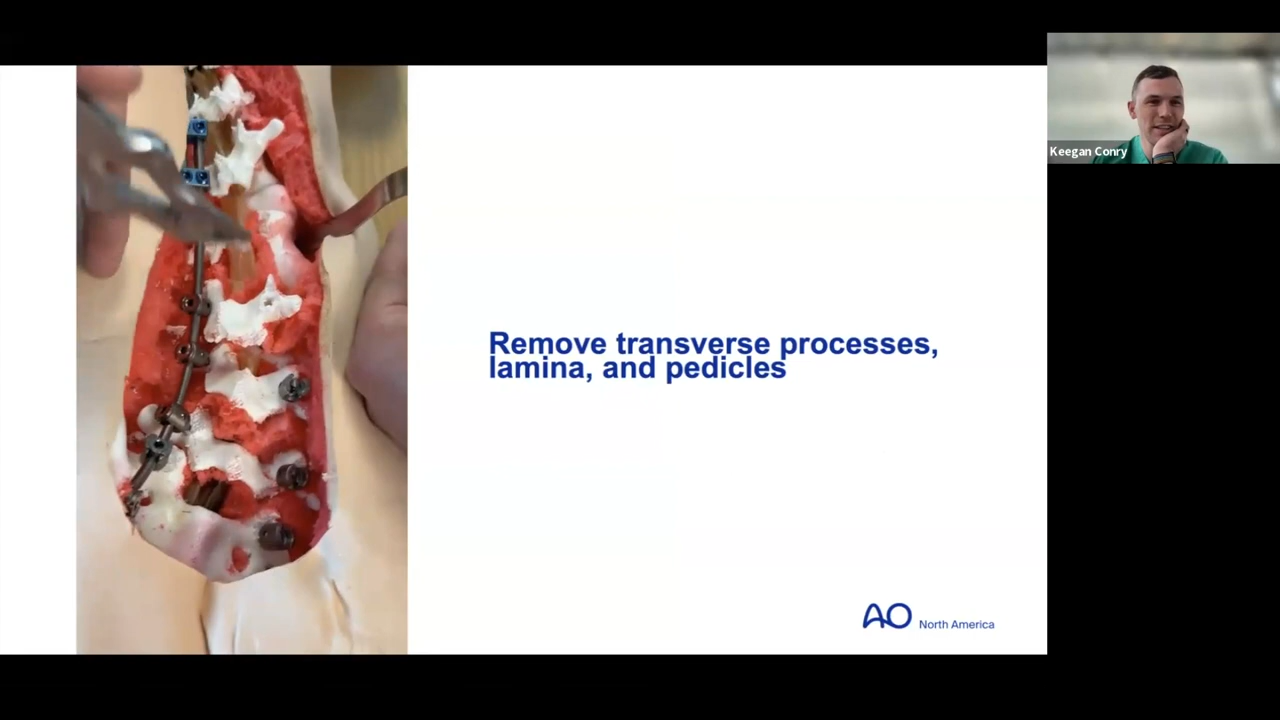 Keegan Conry
Remove transverse processes,
lamina, and pedicles
AO North America